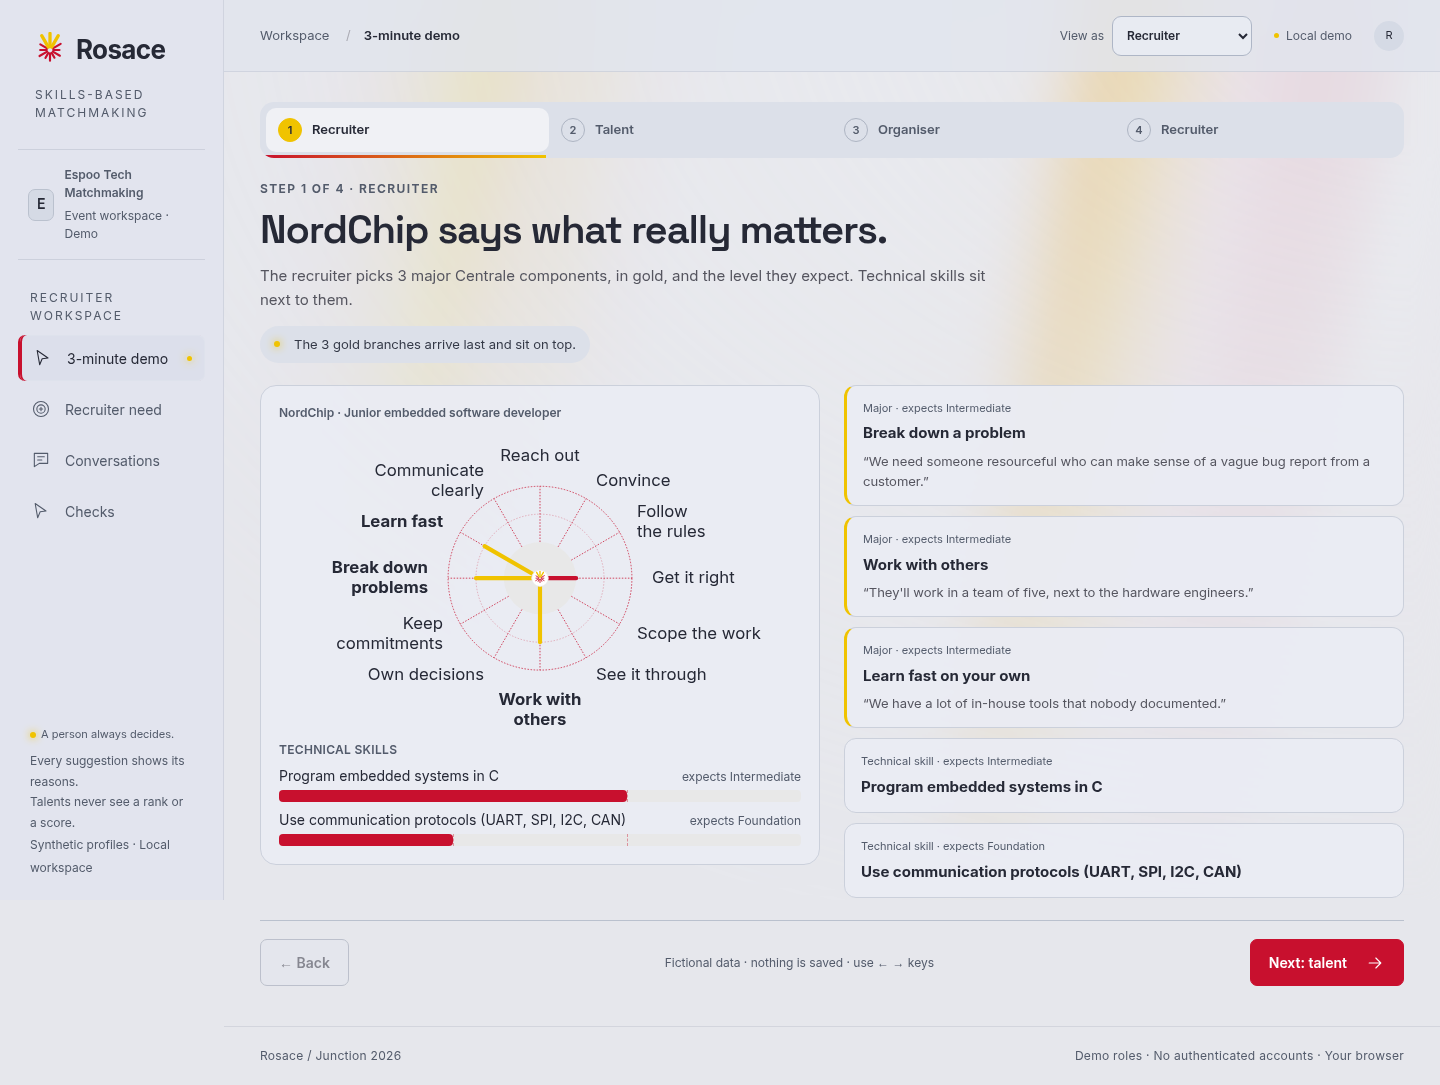 Rosace
SKILLS-BASED
MATCHMAKING
E
Espoo Tech
Matchmaking
Event workspace ·
Demo
RECRUITER
WORKSPACE
3-minute demo
Recruiter need
Conversations
Checks
A person always decides.
Every suggestion shows its
reasons.
Talents never see a rank or
a score.
Synthetic profiles · Local
workspace
Workspace / 3-minute demo
View as Recruiter
Local demo
R
1 Recruiter
2 Talent
3 Organiser
4 Recruiter
STEP 1 OF 4 · RECRUITER
NordChip says what really matters.
The recruiter picks 3 major Centrale components, in gold, and the level they expect. Technical skills sit
next to them.
The 3 gold branches arrive last and sit on top.
NordChip · Junior embedded software developer
Reach out
Communicate
clearly
Convince
Learn fast
Follow
the rules
Break down
problems
Get it right
Keep
commitments
Scope the work
Own decisions
See it through
Work with
others
TECHNICAL SKILLS
Program embedded systems in C
expects Intermediate
Use communication protocols (UART, SPI, I2C, CAN)
expects Foundation
Major · expects Intermediate
Break down a problem
“We need someone resourceful who can make sense of a vague bug report from a
customer.”
Major · expects Intermediate
Work with others
“They'll work in a team of five, next to the hardware engineers.”
Major · expects Intermediate
Learn fast on your own
“We have a lot of in-house tools that nobody documented.”
Technical skill · expects Intermediate
Program embedded systems in C
Technical skill · expects Foundation
Use communication protocols (UART, SPI, I2C, CAN)
← Back
Fictional data · nothing is saved · use ← → keys
Next: talent →
Rosace / Junction 2026
Demo roles · No authenticated accounts · Your browser